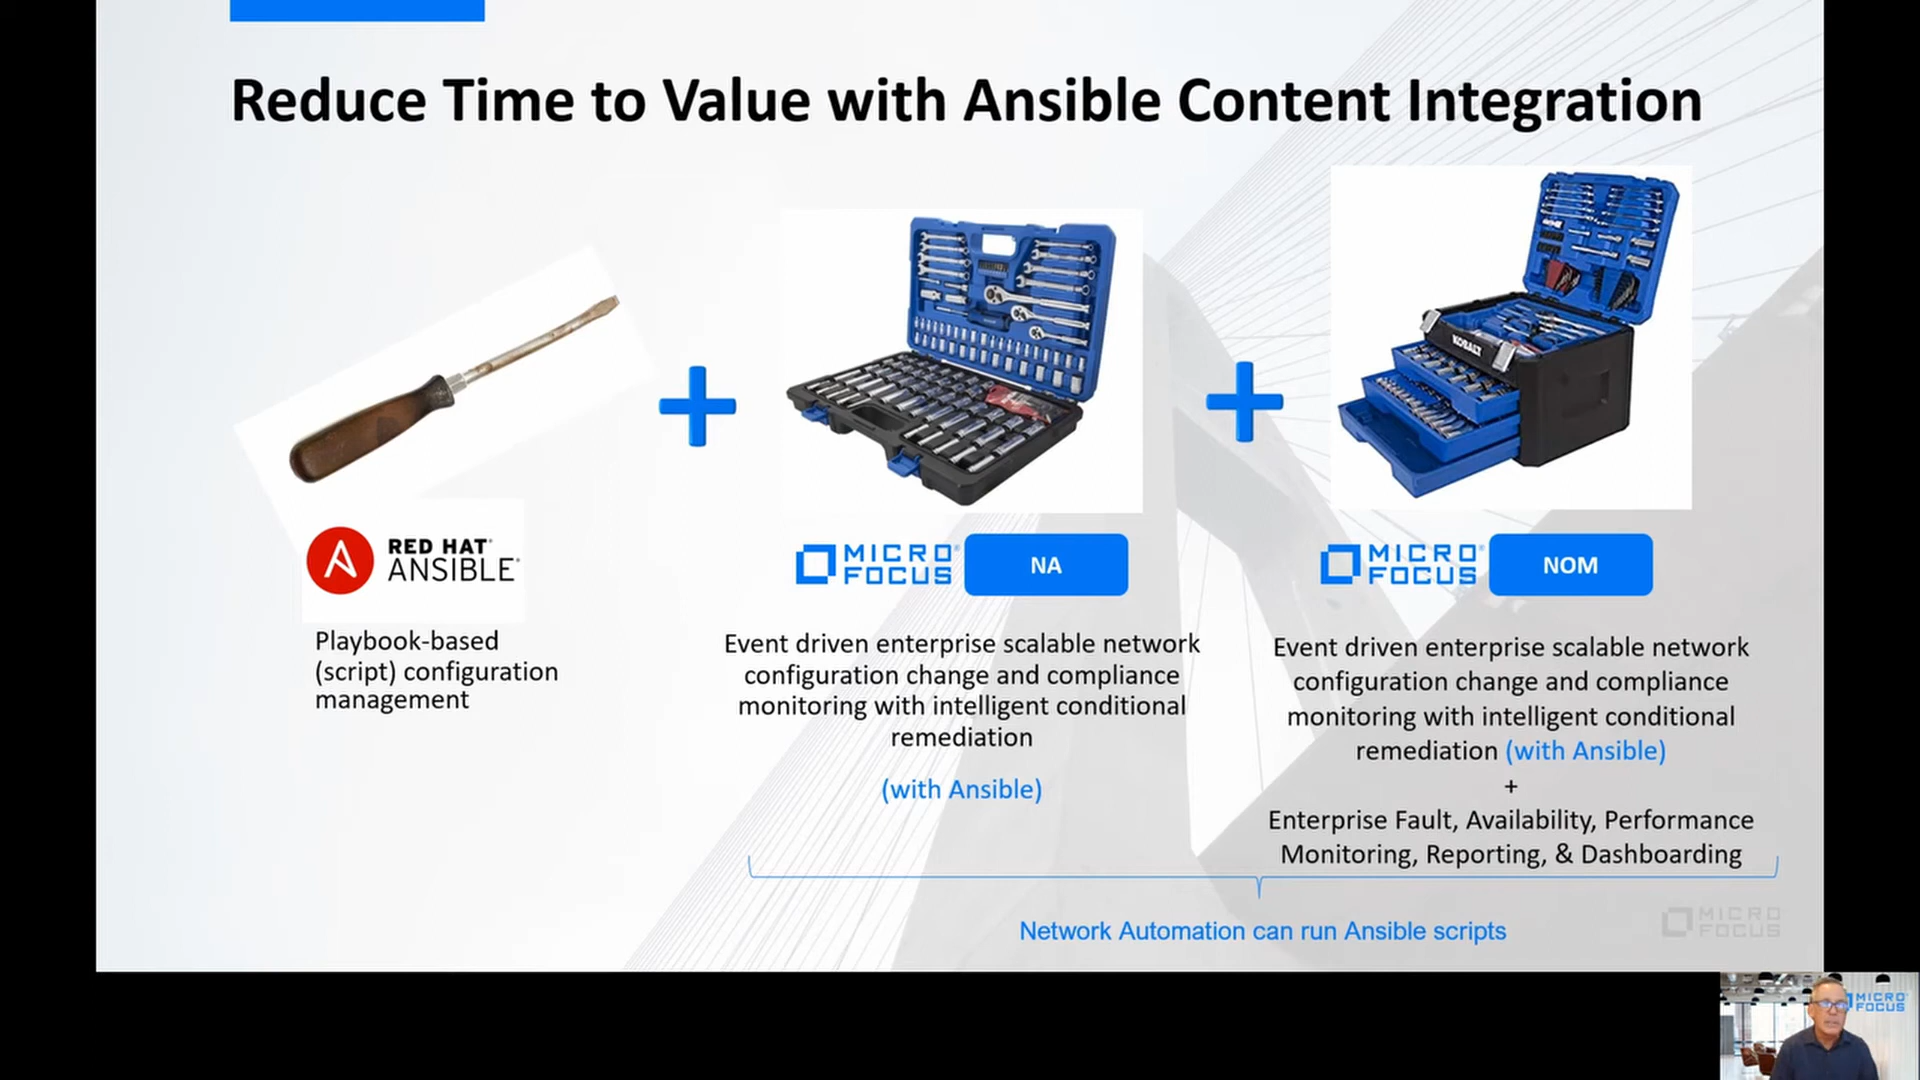 Reduce Time to Value with Ansible Content Integration
KOBALT
RED HAT®
ANSIBLE®
MICRO®
FOCUS
NA
MICRO®
FOCUS
NOM
Playbook-based
(script) configuration
management
Event driven enterprise scalable network
configuration change and compliance
monitoring with intelligent conditional
remediation
(with Ansible)
Event driven enterprise scalable network
configuration change and compliance
monitoring with intelligent conditional
remediation (with Ansible)
+
Enterprise Fault, Availability, Performance
Monitoring, Reporting, & Dashboarding
Network Automation can run Ansible scripts
MICRO
FOCUS
MICRO®
FOCUS